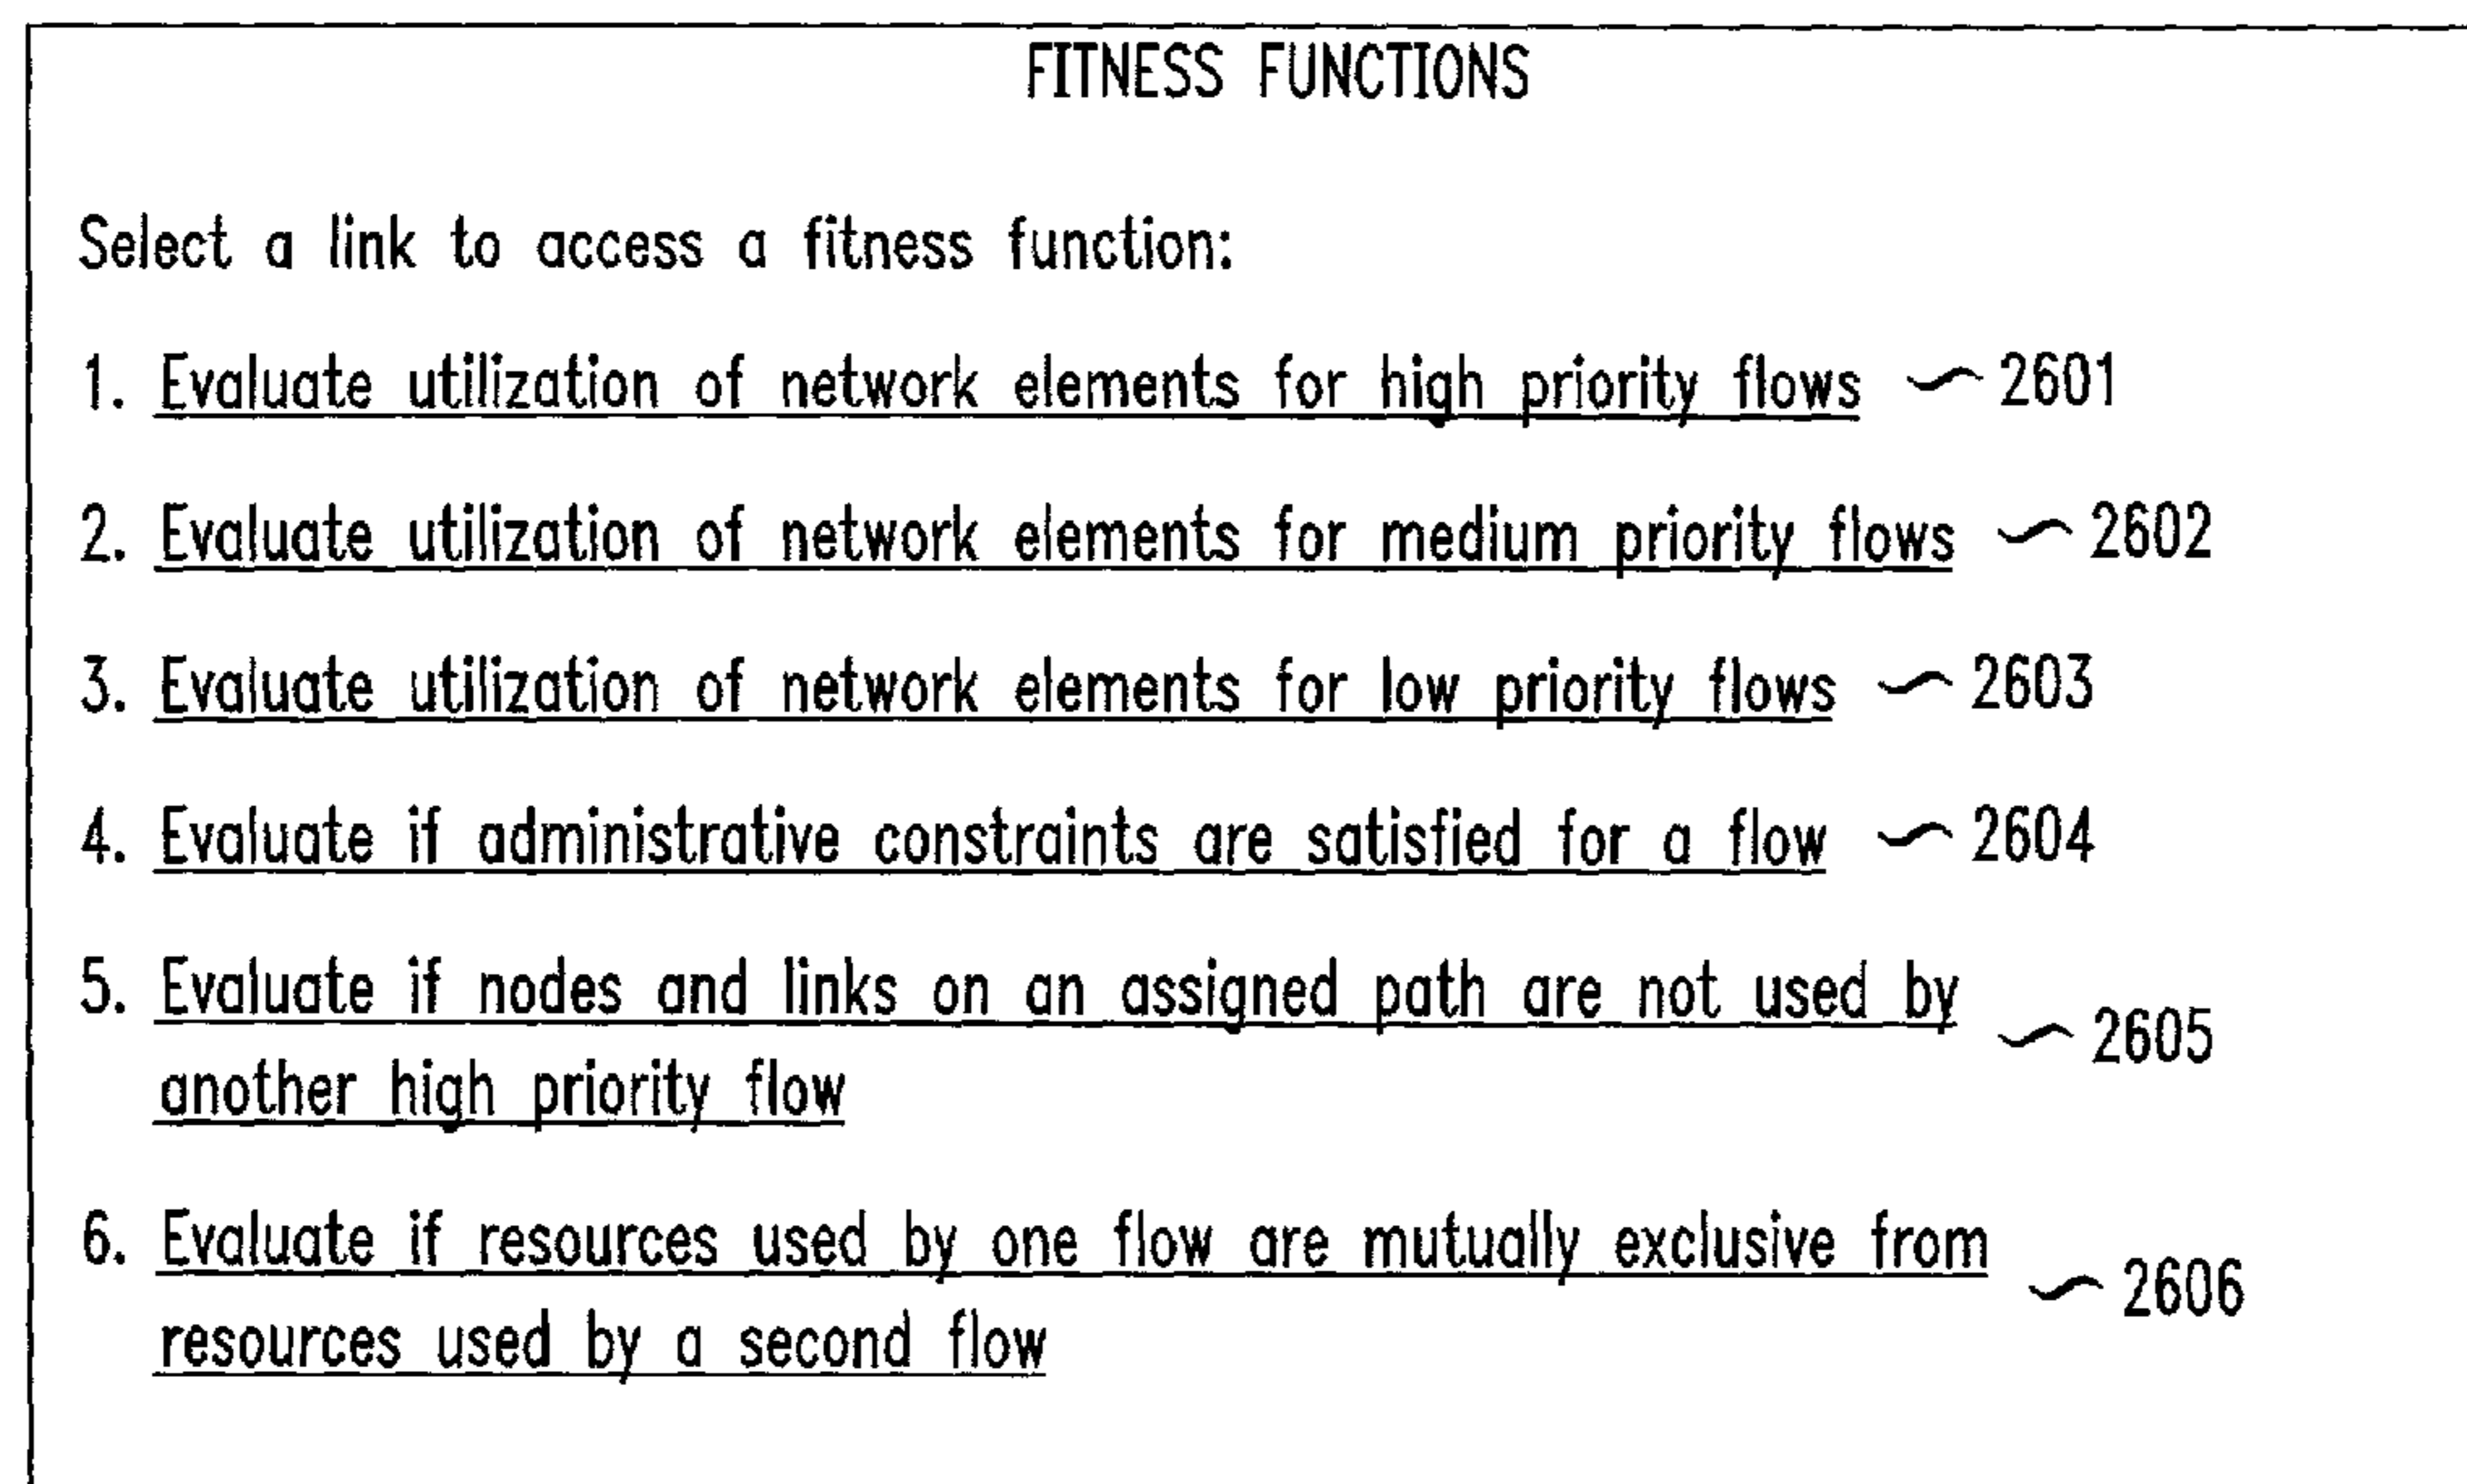 FITNESS FUNCTIONS
Select a link to access a fitness function:
1. Evaluate utilization of network elements for high priority flows 2601
2. Evaluate utilization of network elements for medium priority flows 2602
3. Evaluate utilization of network elements for low priority flows 2603
4. Evaluate if administrative constraints are satisfied for a flow 2604
5. Evaluate if nodes and links on an assigned path are not used by
another high priority flow 2605
6. Evaluate if resources used by one flow are mutually exclusive from
resources used by a second flow 2606